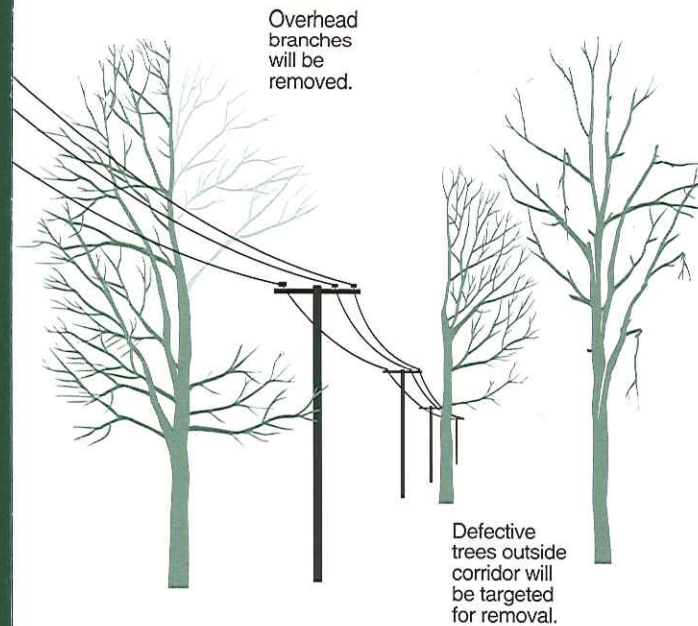 Overhead
branches
will be
removed.
Defective
trees outside
corridor will
be targeted
for removal.